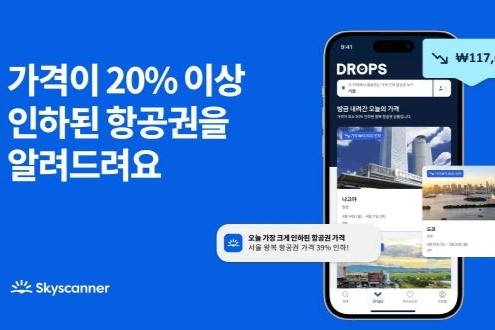 가격이 20% 이상
인하된 항공권을
알려드려요
Skyscanner
9:41
DROPS
서울
방금 내려간 오늘의 가격
나고야
도쿄
₩117,
오늘 가장 크게 인하된 항공권 가격
서울 왕복 항공권 가격 39% 인하!
Drops